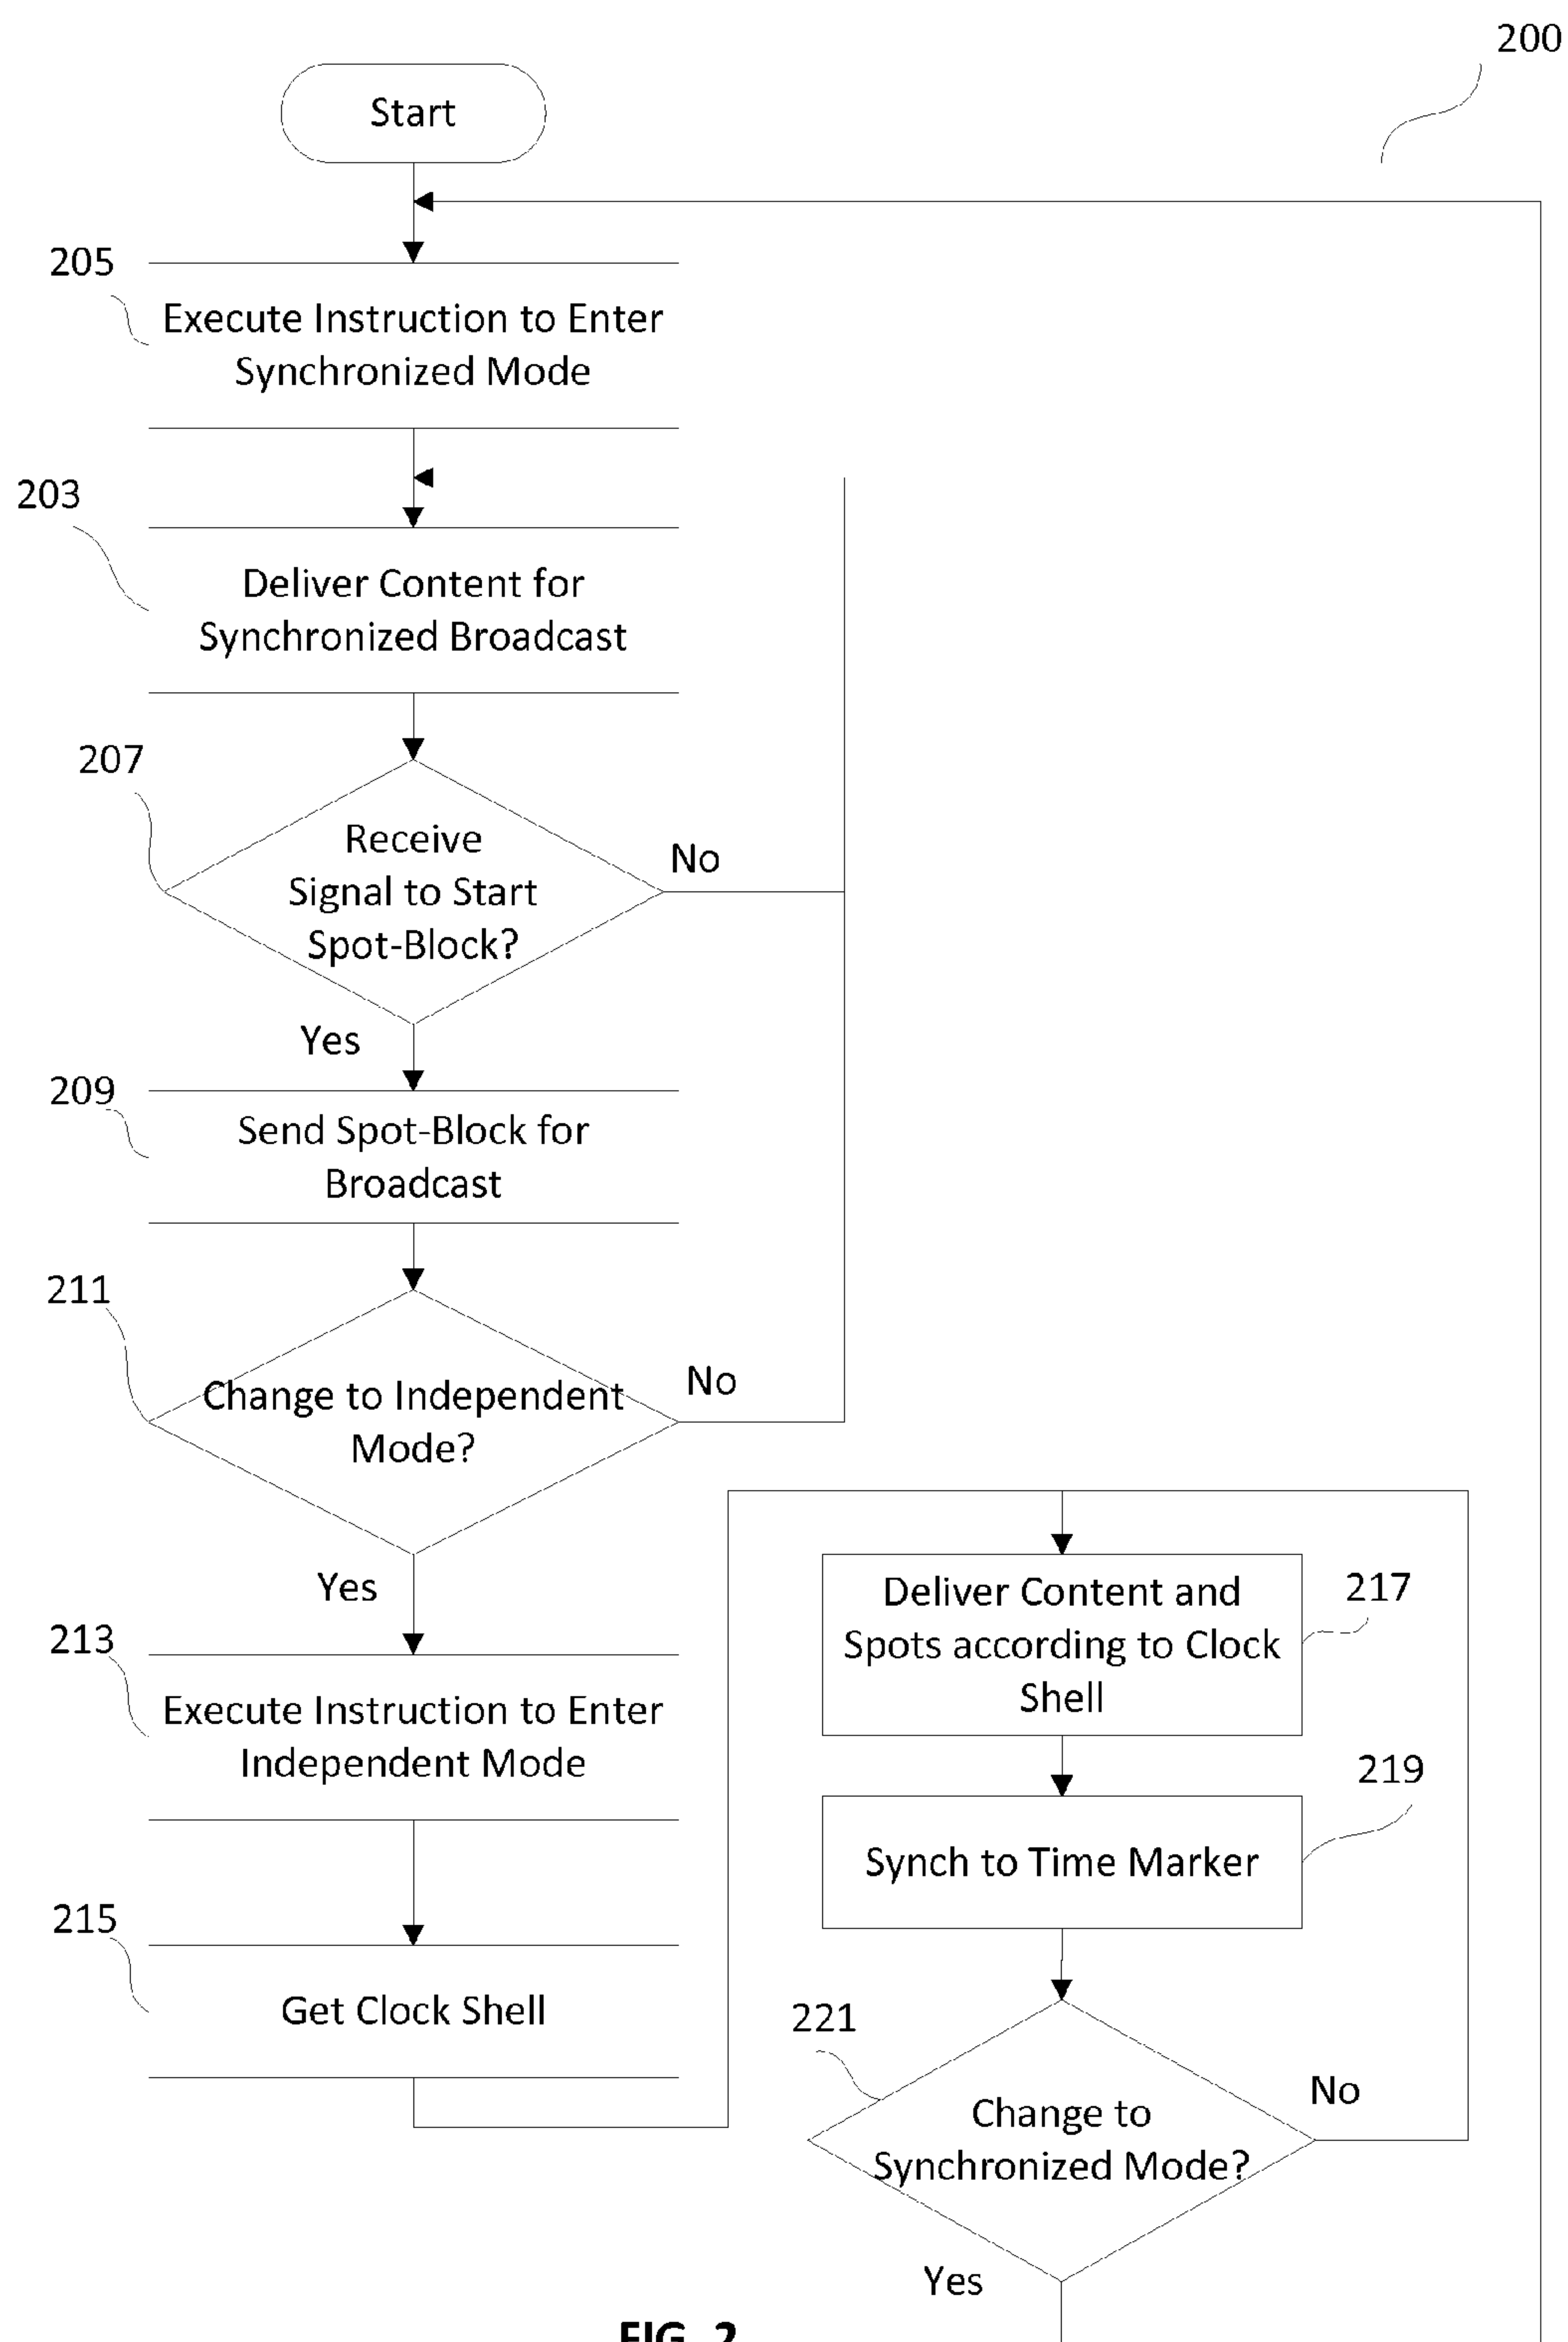 200
Start
205
Execute Instruction to Enter
Synchronized Mode
203
Deliver Content for
Synchronized Broadcast
207
Receive
Signal to Start
Spot-Block?
No
Yes
209
Send Spot-Block for
Broadcast
211
Change to Independent
Mode?
No
Yes
213
Execute Instruction to Enter
Independent Mode
215
Get Clock Shell
Deliver Content and
Spots according to Clock
Shell
217
219
Synch to Time Marker
221
Change to
Synchronized Mode?
No
Yes
FIG. 2